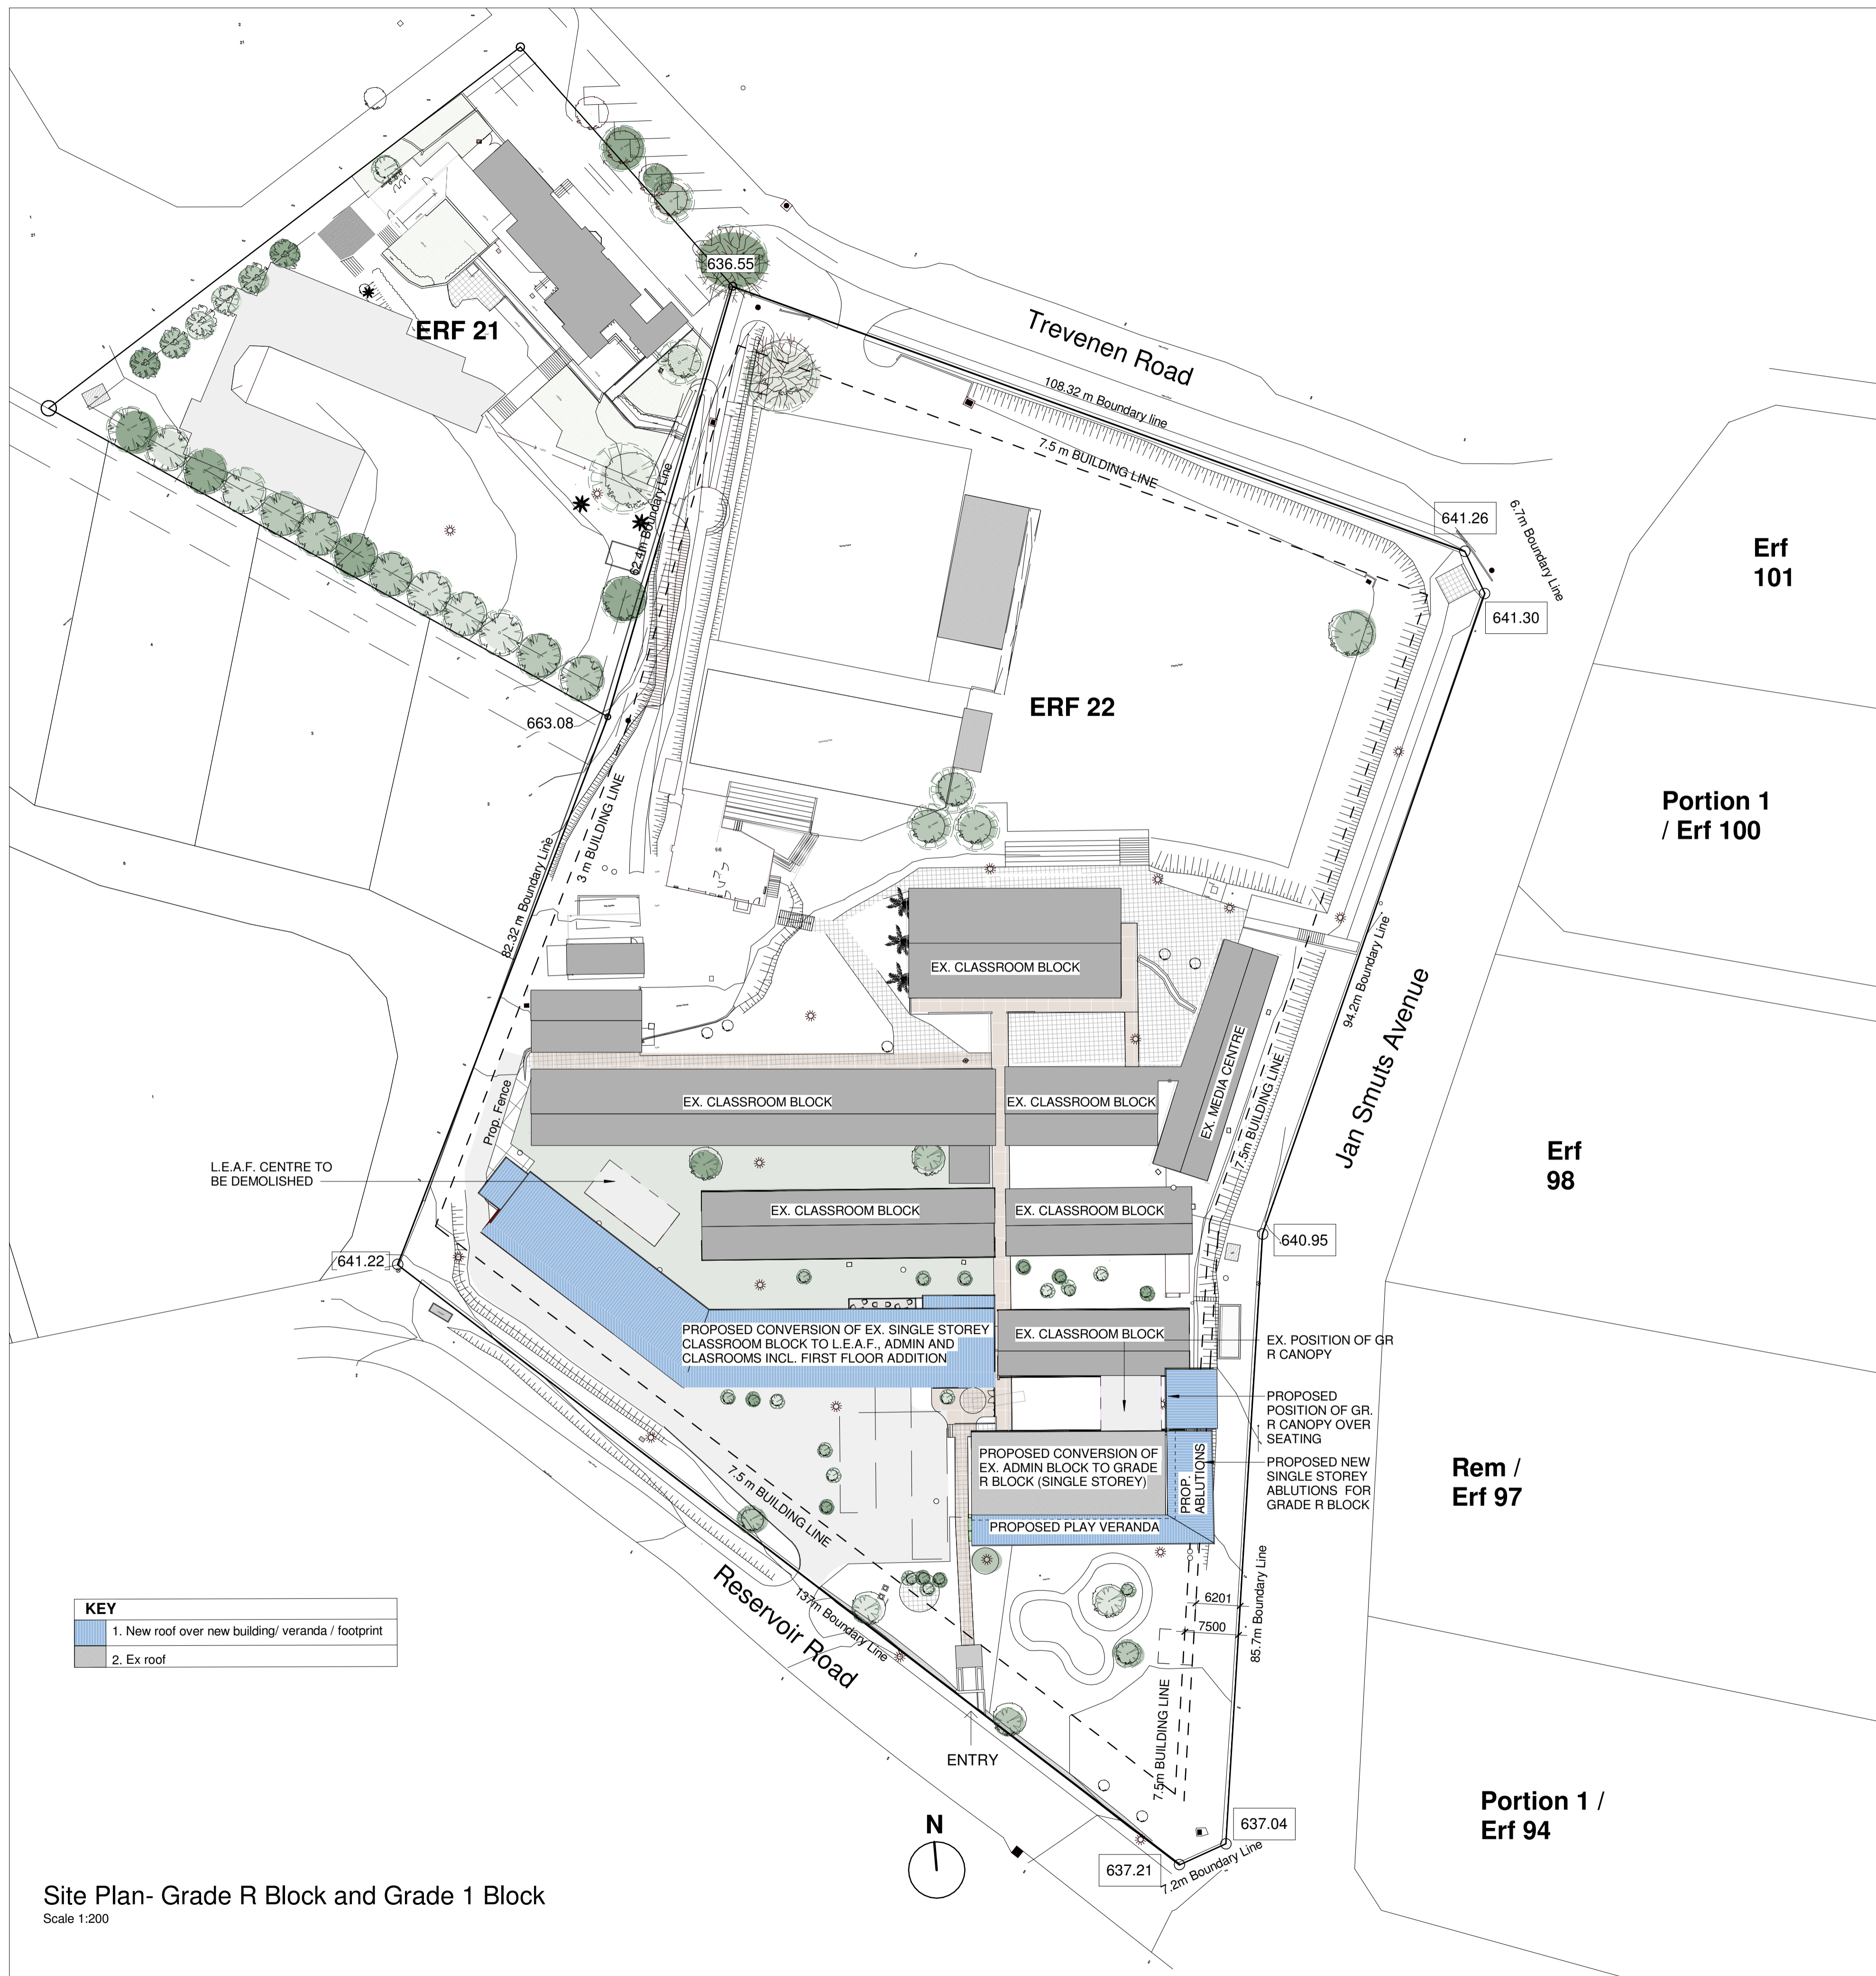 636.55
ERF 21
Trevenen Road
108.32 m Boundary line
7.5 m BUILDING LINE
62.4m Boundary Line
641.26
6.7m Boundary Line
641.30
Erf
101
663.08
ERF 22
3 m BUILDING LINE
82.32 m Boundary Line
Portion 1
/ Erf 100
EX. CLASSROOM BLOCK
94.2m Boundary Line
Jan Smuts Avenue
EX. MEDIA CENTRE
7.5m BUILDING LINE
Prop. Fence
EX. CLASSROOM BLOCK
EX. CLASSROOM BLOCK
Erf
98
L.E.A.F. CENTRE TO
BE DEMOLISHED
EX. CLASSROOM BLOCK
EX. CLASSROOM BLOCK
640.95
641.22
PROPOSED CONVERSION OF EX. SINGLE STOREY
CLASSROOM BLOCK TO L.E.A.F., ADMIN AND
CLASROOMS INCL. FIRST FLOOR ADDITION
EX. CLASSROOM BLOCK
EX. POSITION OF GR
R CANOPY
PROPOSED
POSITION OF GR.
R CANOPY OVER
SEATING
PROPOSED CONVERSION OF
EX. ADMIN BLOCK TO GRADE
R BLOCK (SINGLE STOREY)
PROP.
ABLUTIONS
PROPOSED NEW
SINGLE STOREY
ABLUTIONS FOR
GRADE R BLOCK
Rem /
Erf 97
PROPOSED PLAY VERANDA
7.5 m BUILDING LINE
Reservoir Road
137m Boundary Line
6201
7500
85.7m Boundary Line
KEY
1. New roof over new building/ veranda / footprint
2. Ex roof
7.5m BUILDING LINE
ENTRY
N
637.04
637.21
7.2m Boundary Line
Portion 1 /
Erf 94
Site Plan- Grade R Block and Grade 1 Block
Scale 1:200